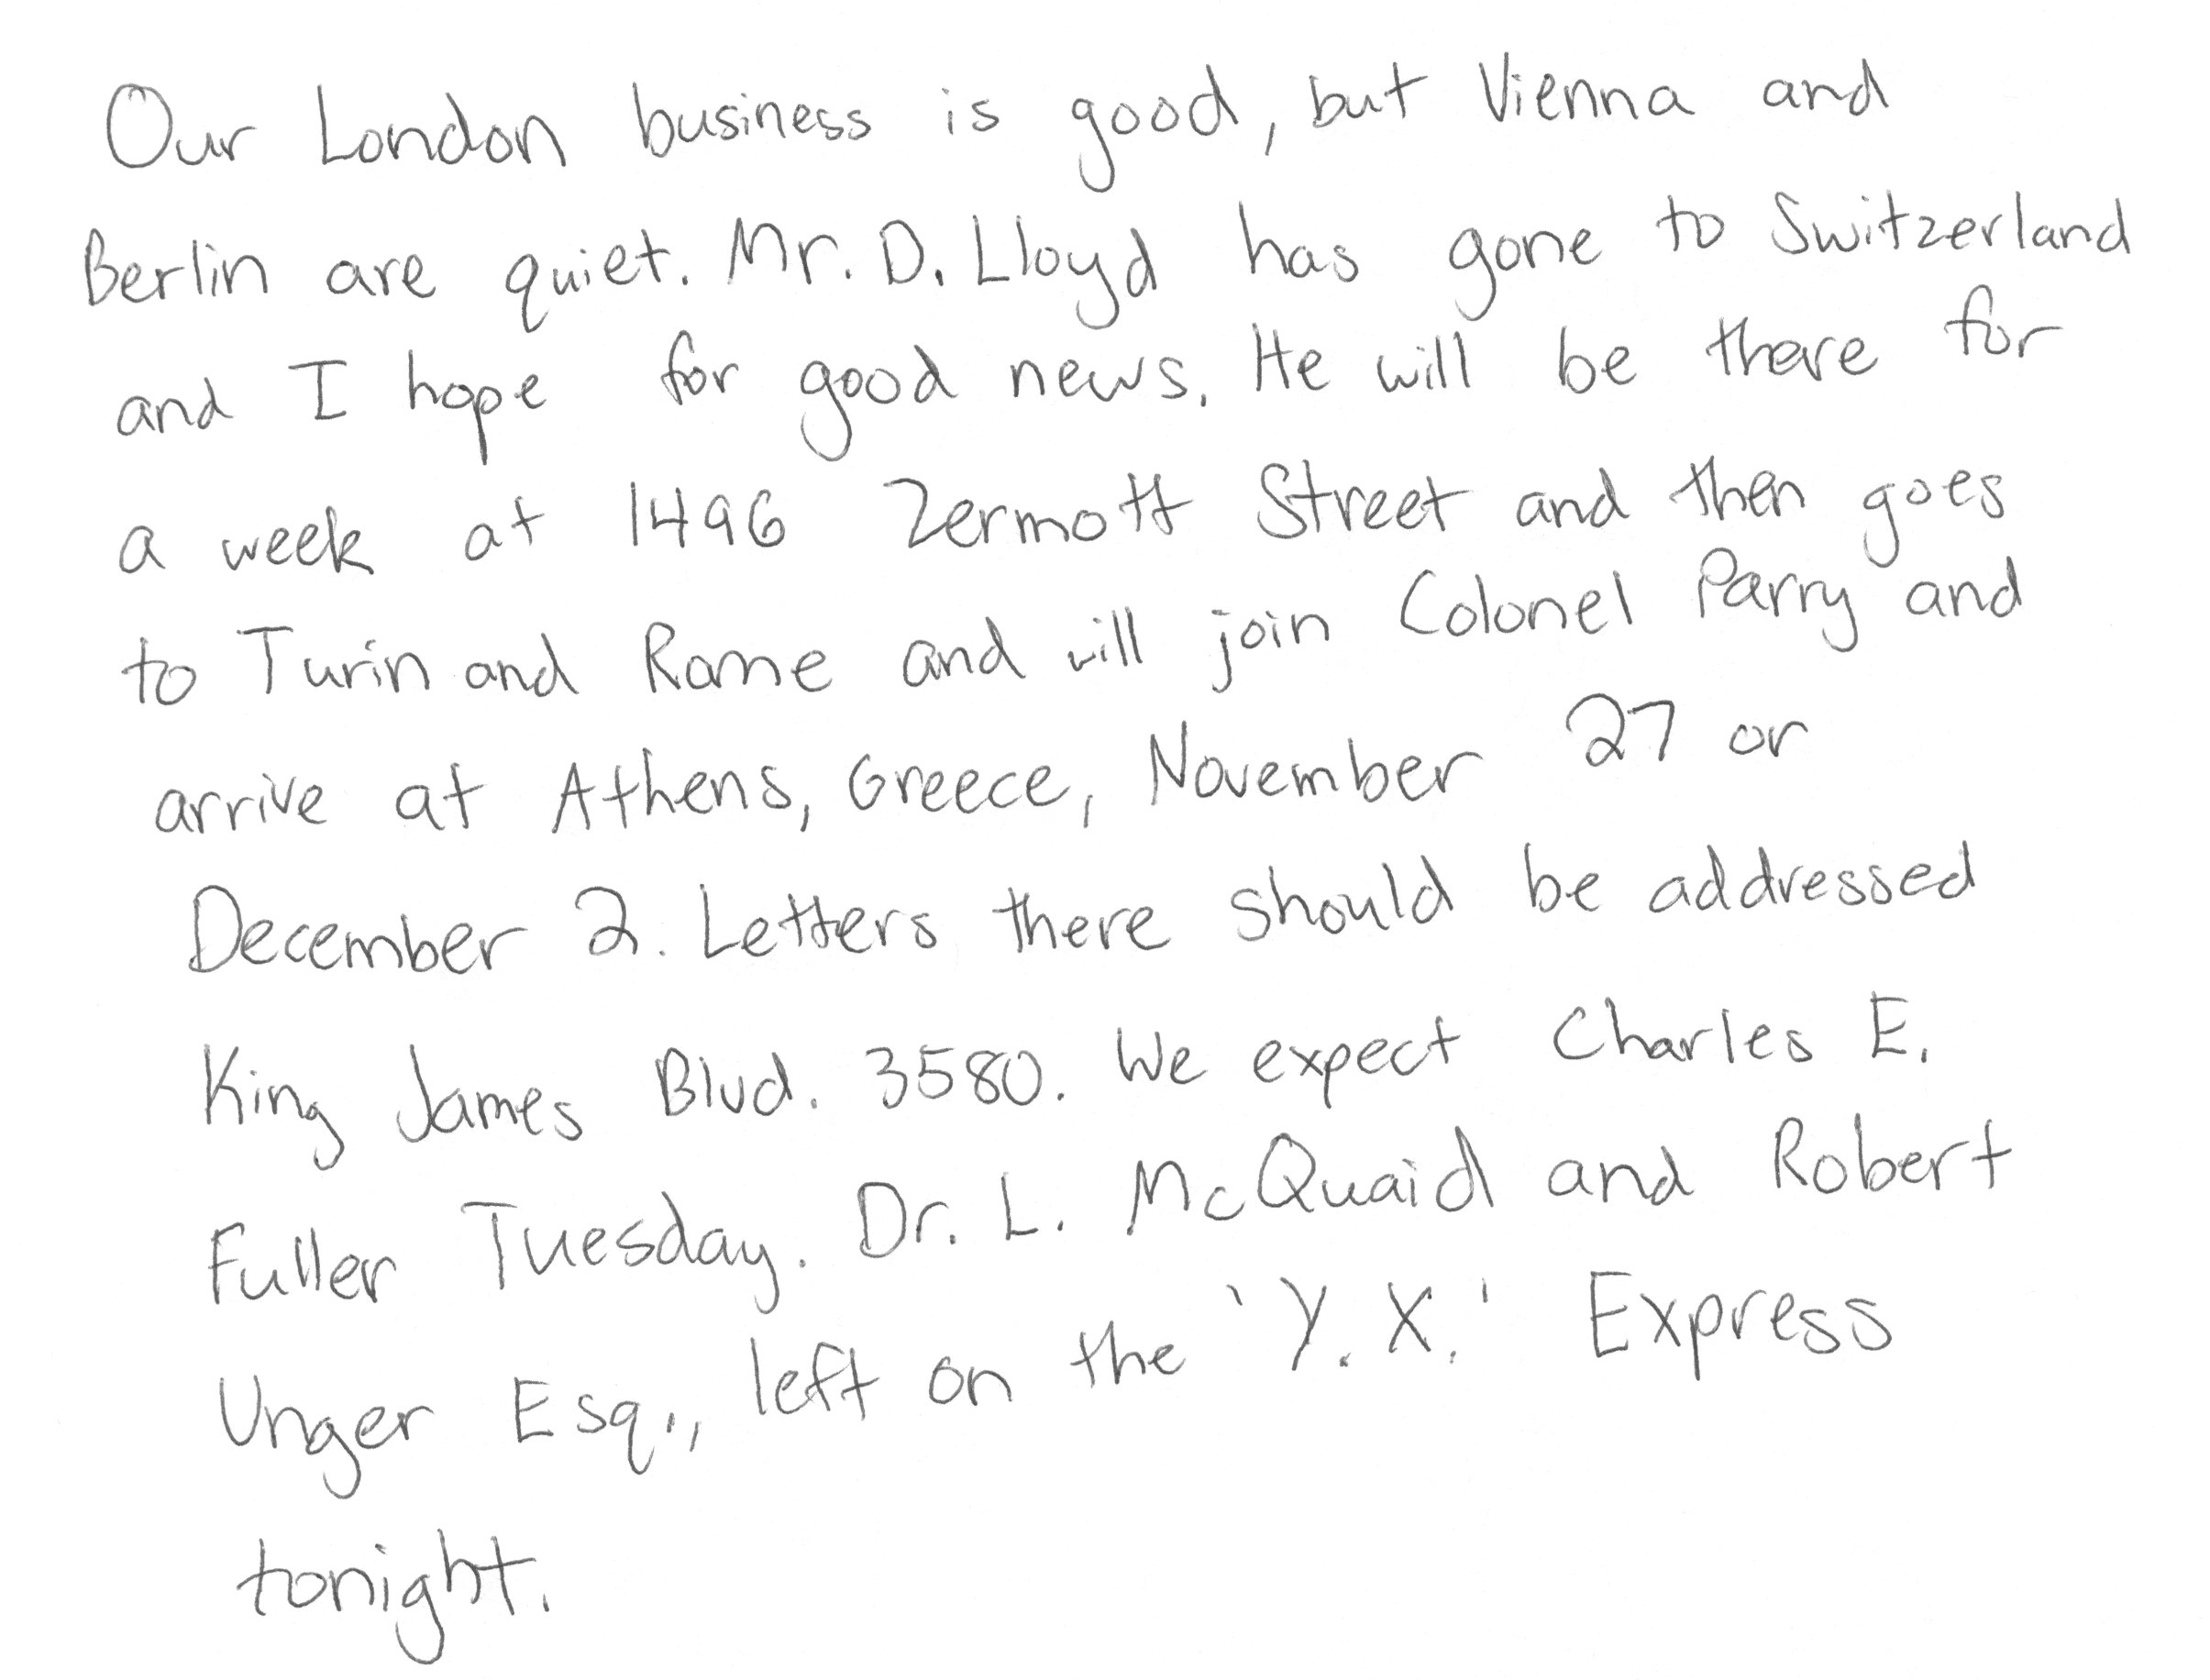 Our London business is good, but Vienna and
Berlin are quiet. Mr. D. Lloyd has gone to Switzerland
and I hope for good news. He will be there for
a week at 1496 Zermott Street and then goes
to Turin and Rome and will join Colonel Parry and
arrive at Athens, Greece, November 27 or
December 2. Letters there should be addressed
King James Blvd. 3580. We expect Charles E.
Fuller Tuesday. Dr. L. McQuaid and Robert
Unger Esq., left on the 'Y. X.' Express
tonight.